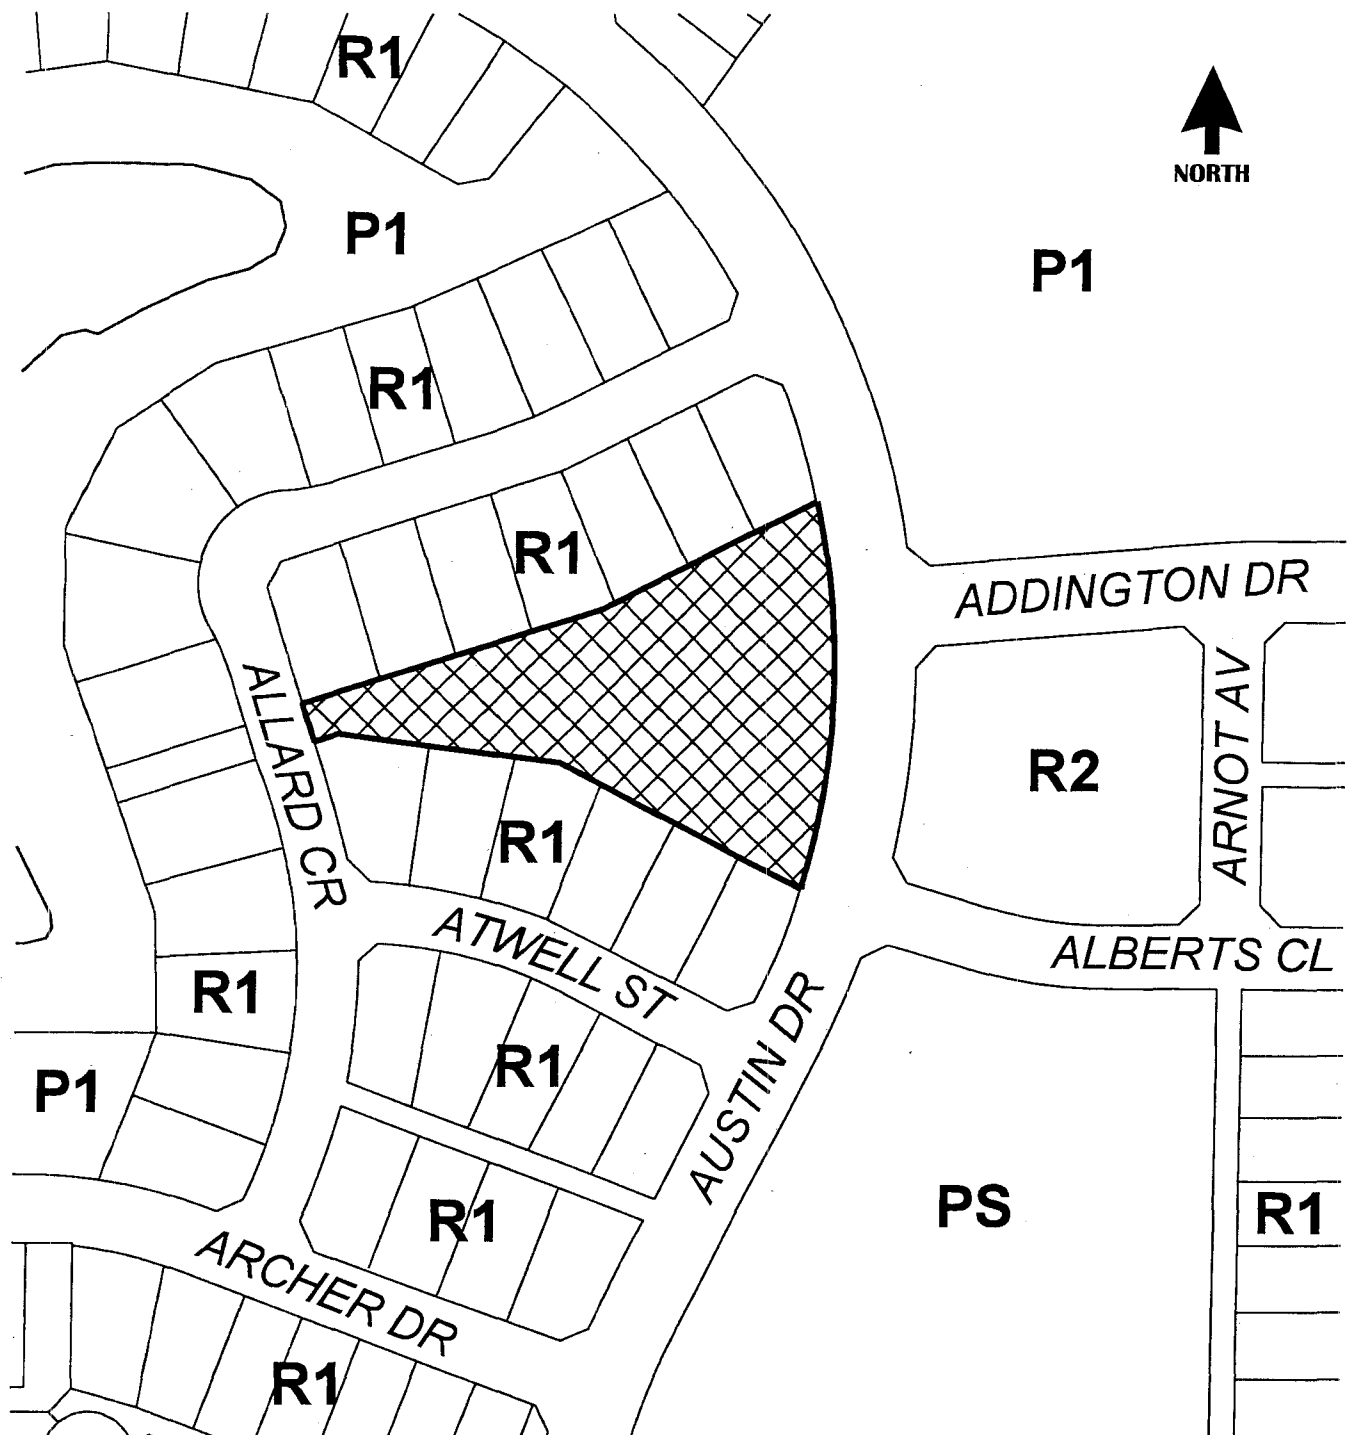 R1
NORTH
P1
P1
R1
R1
ADDINGTON DR
ALLARD CR
ARNOT AV
R2
R1
ATWELL ST
ALBERTS CL
R1
AUSTIN DR
R1
P1
PS
R1
R1
ARCHER DR
R1